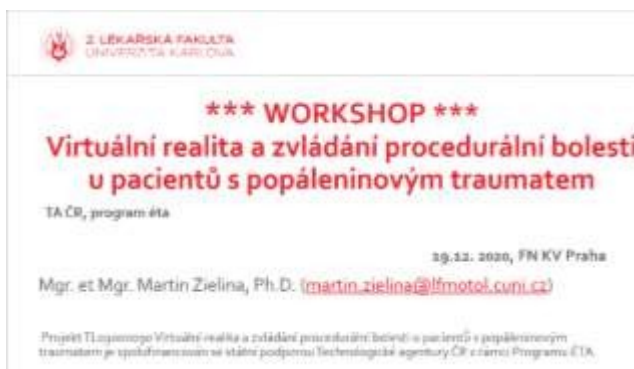 2. LÉKAŘSKÁ FAKULTA
UNIVERZITA KARLOVA
*** WORKSHOP ***
Virtuální realita a zvládání procedurální bolesti
u pacientů s popáleninovým traumatem
TA ČR, program éta
19.12. 2020, FN KV Praha
Mgr. et Mgr. Martin Zielina, Ph.D. (martin.zielina@lfmotol.cuni.cz)
Projekt Virtuální realita a zvládání procedurální bolesti u pacientů s popáleninovým
traumatem je spolufinancován se státní podporou Technologické agentury ČR v rámci Programu ÉTA.